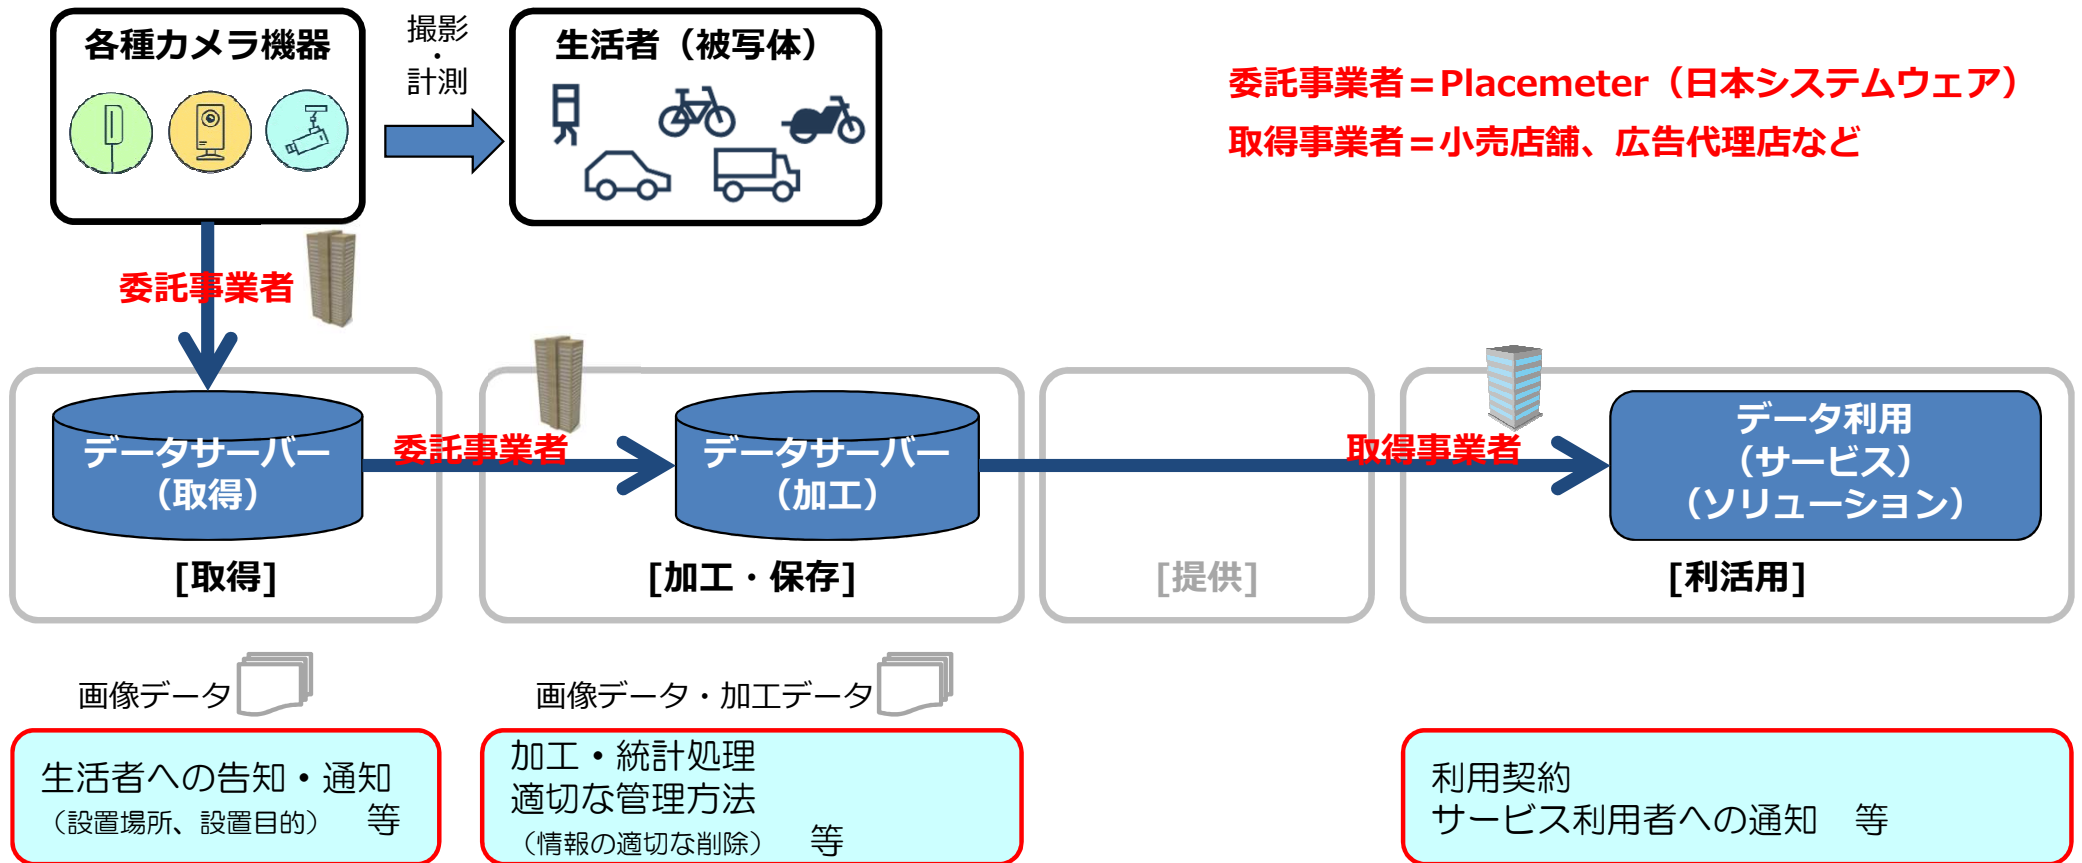 各種カメラ機器
撮影
・
計測
生活者（被写体）
委託事業者＝Placemeter（日本システムウェア）
取得事業者＝小売店舗、広告代理店など
委託事業者
データサーバー
（取得）
[取得]
委託事業者
データサーバー
（加工）
[加工・保存]
[提供]
取得事業者
データ利用
（サービス）
（ソリューション）
[利活用]
画像データ
画像データ・加工データ
生活者への告知・通知
（設置場所、設置目的）　等
加工・統計処理
適切な管理方法
（情報の適切な削除）　等
利用契約
サービス利用者への通知　等